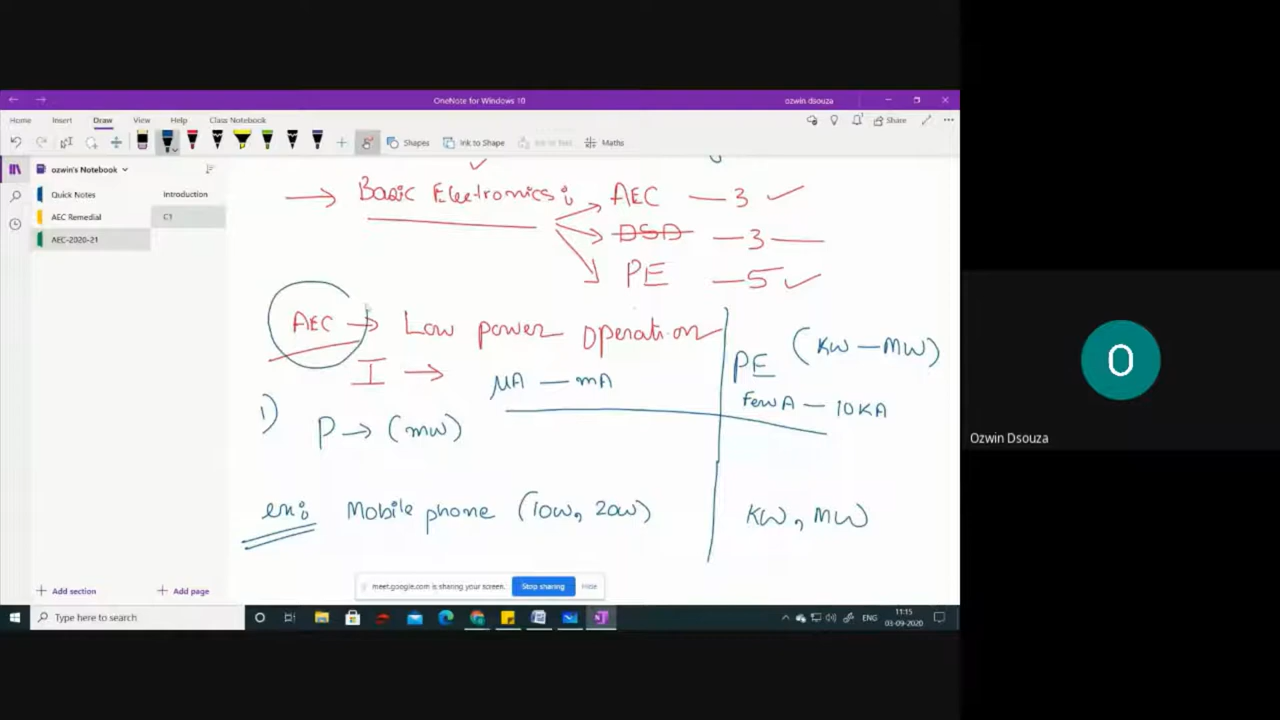 OneNote for Windows 10
ozwin dsouza
Home Insert Draw View Help Class Notebook
Share
Shapes Ink to Shape Ink to Text Maths
ozwin's Notebook
Quick Notes
AEC Remedial
AEC-2020-21
Introduction
C1
→ Basic Electronics: AEC — 3 ✓
DSD — 3 —
PE — 5 ✓
AEC → Low power operation
PE (KW — MW)
I → μA — mA
Few A — 10KA
1) P → (mw)
ex: Mobile phone (10w, 20w)
KW, MW
+ Add section + Add page
meet.google.com is sharing your screen. Stop sharing Hide
Type here to search
ENG
11:15
03-09-2020
O
Ozwin Dsouza